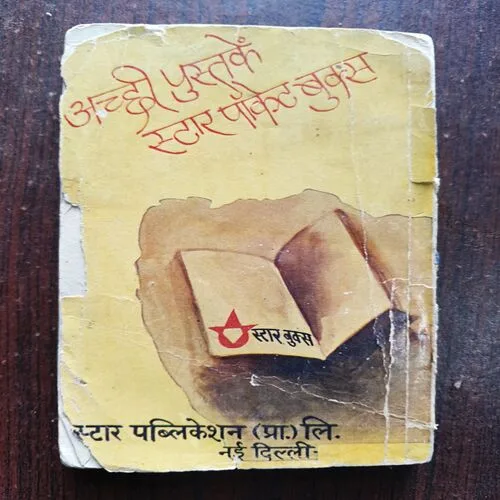 अच्छी पुस्तकें
स्टार पॉकेट बुक्स
स्टार बुक्स
स्टार पब्लिकेशन (प्रा.) लि.
नई दिल्ली-